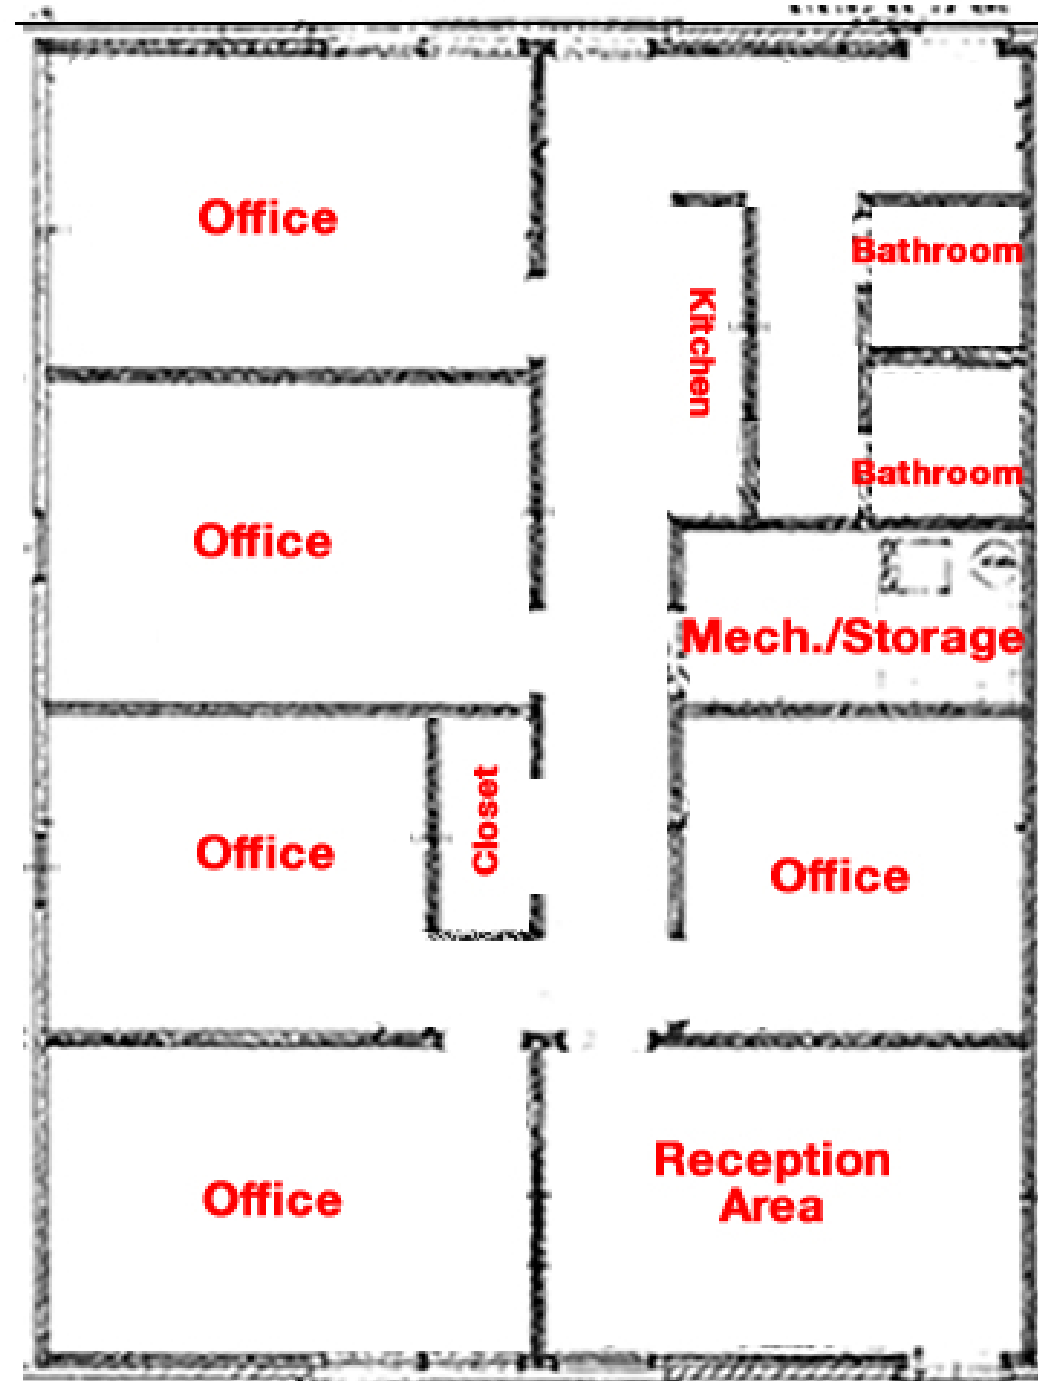 Office
Bathroom
Kitchen
Bathroom
Office
Mech./Storage
Closet
Office
Office
Reception
Area
Office